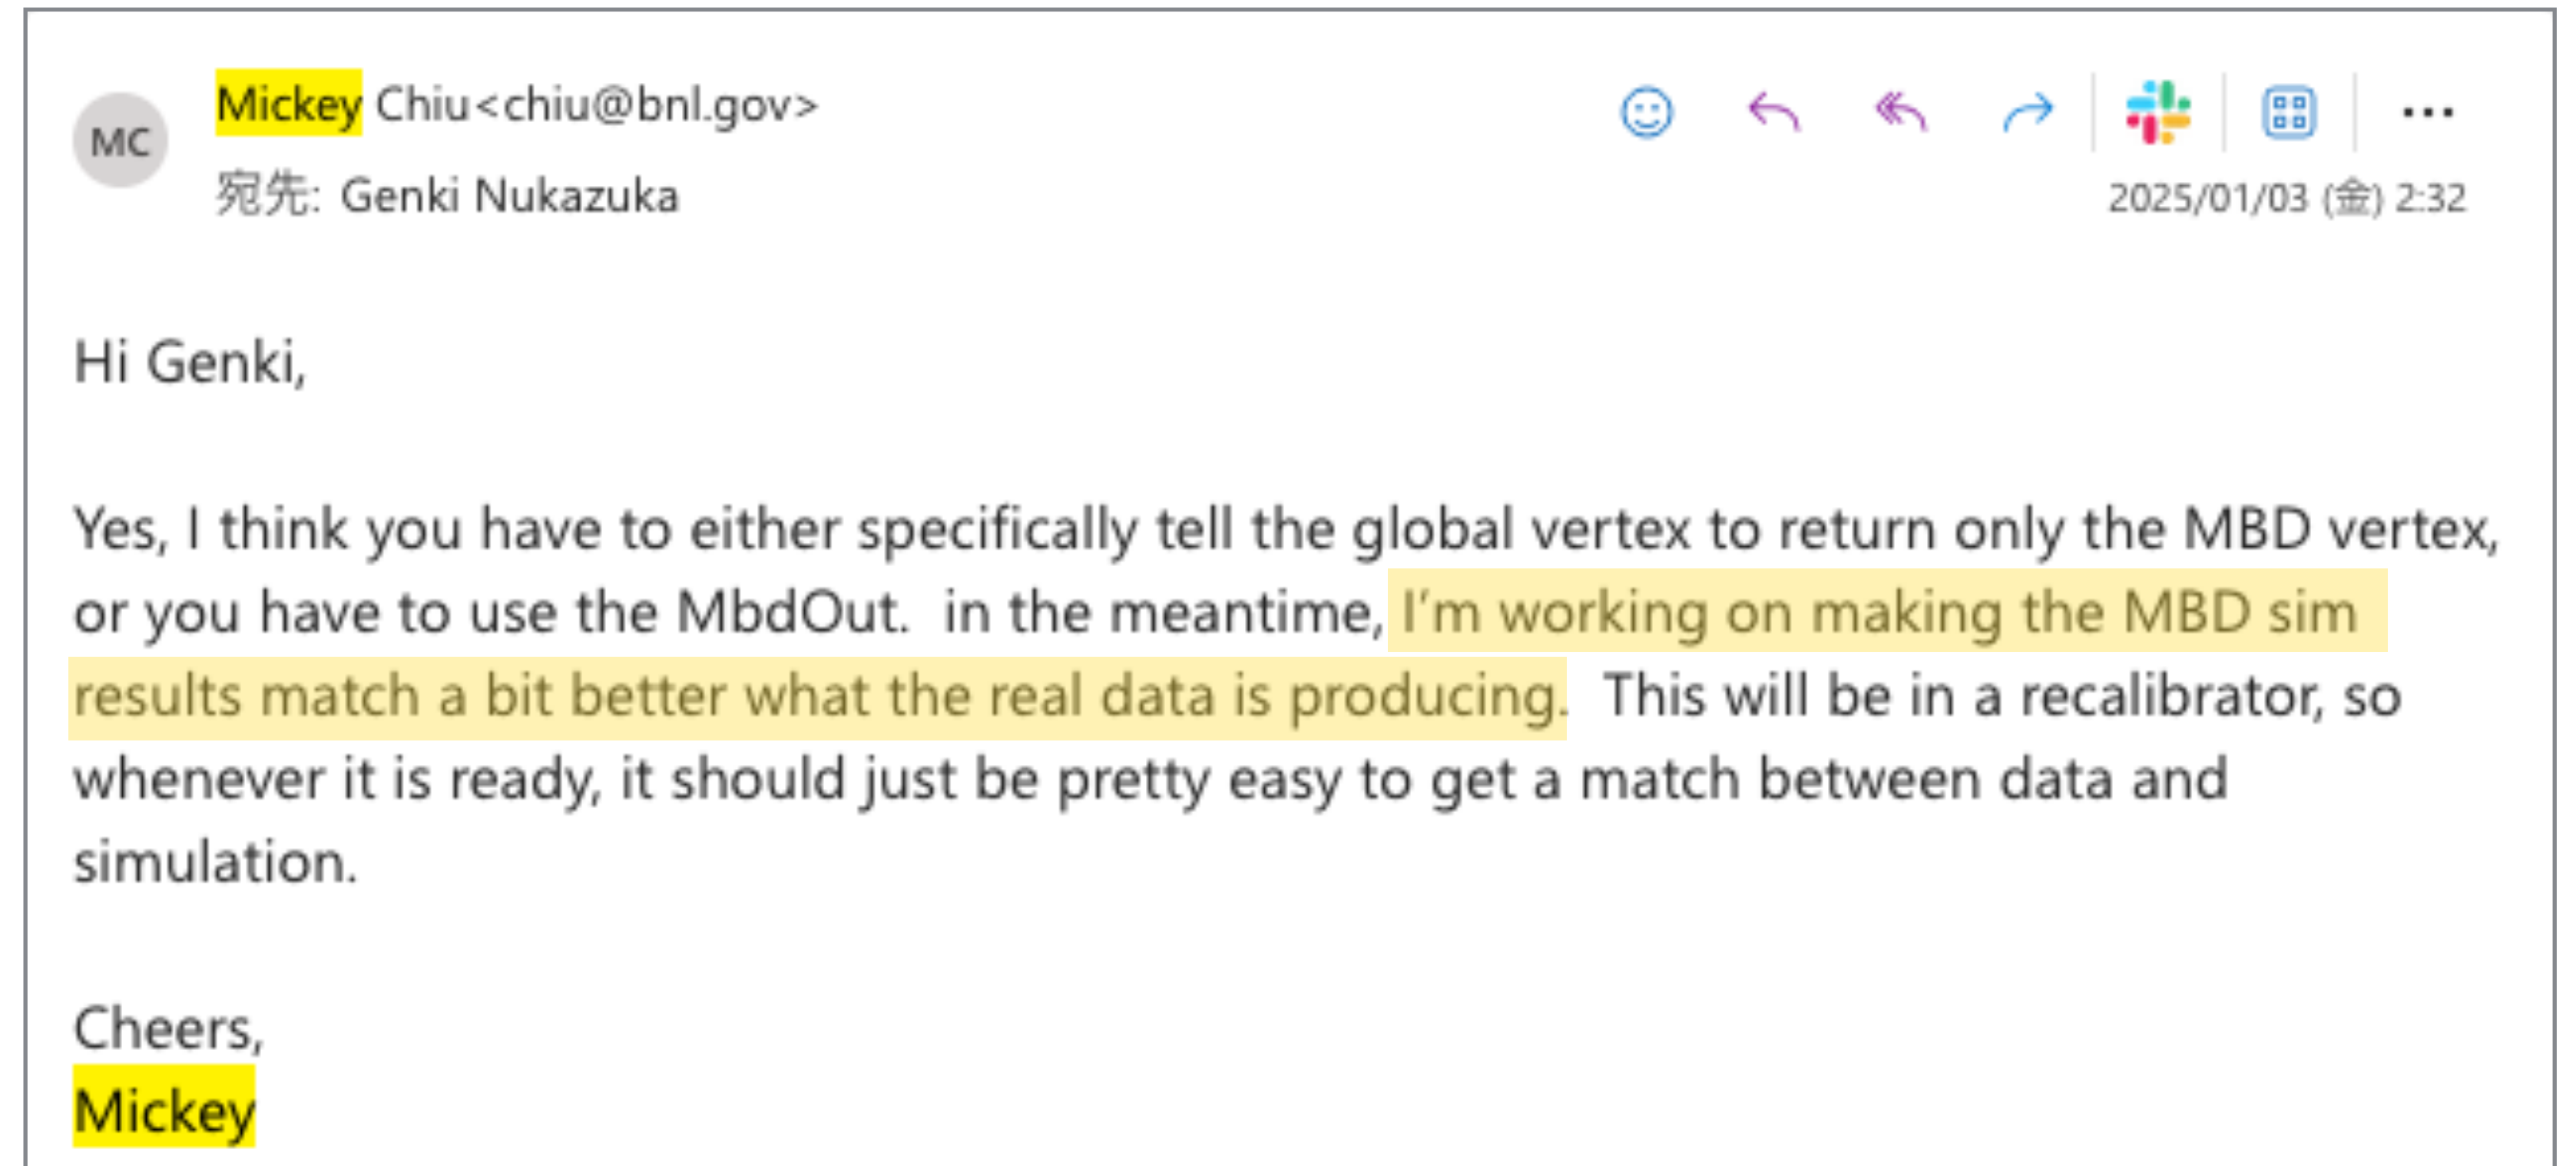 Mickey Chiu<chiu@bnl.gov>
MC
宛先: Genki Nukazuka
2025/01/03 (金) 2:32
Hi Genki,
Yes, I think you have to either specifically tell the global vertex to return only the MBD vertex,
or you have to use the MbdOut.  in the meantime, I'm working on making the MBD sim
results match a bit better what the real data is producing.  This will be in a recalibrator, so
whenever it is ready, it should just be pretty easy to get a match between data and
simulation.
Cheers,
Mickey